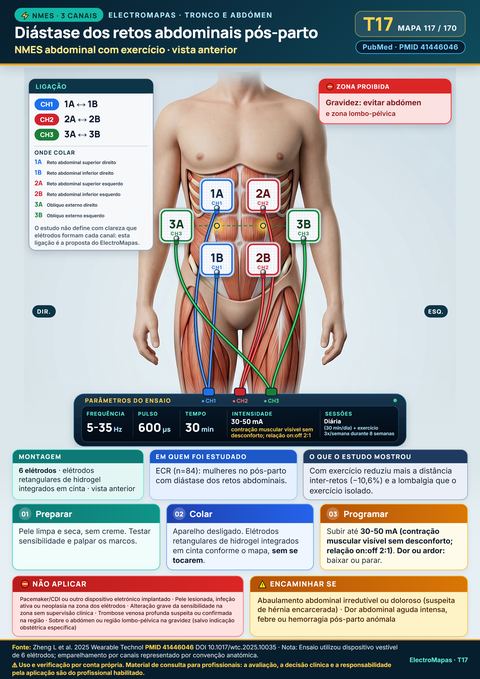 NMES · 3 CANAIS
ELECTROMAPAS · TRONCO E ABDÓMEN
Diástase dos retos abdominais pós-parto
NMES abdominal com exercício · vista anterior
T17 MAPA 117 / 170
PubMed · PMID 41446046
LIGAÇÃO
CH1 1A ↔ 1B
CH2 2A ↔ 2B
CH3 3A ↔ 3B
ONDE COLAR
1A Reto abdominal superior direito
1B Reto abdominal inferior direito
2A Reto abdominal superior esquerdo
2B Reto abdominal inferior esquerdo
3A Oblíquo externo direito
3B Oblíquo externo esquerdo
O estudo não define com clareza que
elétrodos formam cada canal; esta
ligação é a proposta do ElectroMapas.
ZONA PROIBIDA
Gravidez: evitar abdómen
e zona lombo-pélvica
1A
CH1
2A
CH2
3A
CH3
3B
CH3
1B
CH1
2B
CH2
DIR.
ESQ.
CH1
CH2
CH3
PARÂMETROS DO ENSAIO
FREQUÊNCIA
5-35 Hz
PULSO
600 µs
TEMPO
30 min
INTENSIDADE
30-50 mA
contração muscular visível sem
desconforto; relação on:off 2:1
SESSÕES
Diária
(30 min/dia) + exercício
3x/semana durante 8 semanas
MONTAGEM
6 elétrodos · elétrodos
retangulares de hidrogel
integrados em cinta · vista anterior
EM QUEM FOI ESTUDADO
ECR (n=84): mulheres no pós-parto
com diástase dos retos abdominais.
O QUE O ESTUDO MOSTROU
Com exercício reduziu mais a distância
inter-retos (−10,6%) e a lombalgia que o
exercício isolado.
01 Preparar
Pele limpa e seca, sem creme. Testar
sensibilidade e palpar os marcos.
02 Colar
Aparelho desligado. Elétrodos
retangulares de hidrogel integrados
em cinta conforme o mapa, sem se
tocarem.
03 Programar
Subir até 30-50 mA (contração
muscular visível sem desconforto;
relação on:off 2:1). Dor ou ardor:
baixar ou parar.
NÃO APLICAR
Pacemaker/CDI ou outro dispositivo eletrónico implantado · Pele lesionada, infeção
ativa ou neoplasia na zona dos elétrodos · Alteração grave da sensibilidade na
zona sem supervisão clínica · Trombose venosa profunda suspeita ou confirmada
na região · Sobre o abdómen ou região lombo-pélvica na gravidez (salvo indicação
obstétrica específica)
ENCAMINHAR SE
Abaulamento abdominal irredutível ou doloroso (suspeita
de hérnia encarcerada) · Dor abdominal aguda intensa,
febre ou hemorragia pós-parto anómala
Fonte: Zheng L et al. 2025 Wearable Technol PMID 41446046 DOI 10.1017/wtc.2025.10035 · Nota: Ensaio utilizou dispositivo vestível
de 6 elétrodos; emparelhamento por canais representado por convenção anatómica.
Uso e verificação por conta própria. Material de consulta para profissionais: a avaliação, a decisão clínica e a responsabilidade
pela aplicação são do profissional habilitado.
ElectroMapas · T17